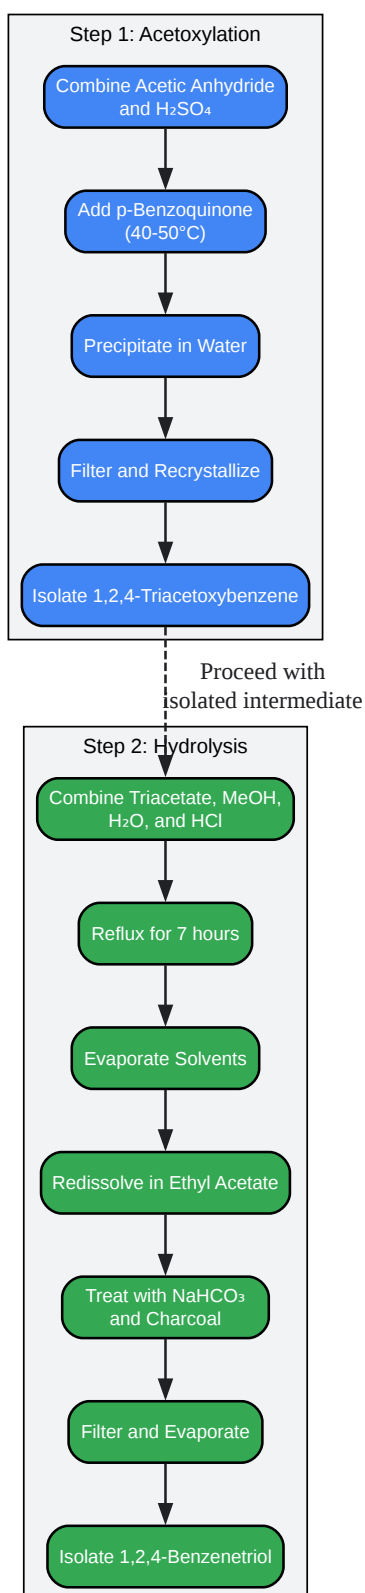 Step 1: Acetoxylation
Combine Acetic Anhydride
and H₂SO₄
Add p-Benzoquinone
(40-50°C)
Precipitate in Water
Filter and Recrystallize
Isolate 1,2,4-Triacetoxybenzene
Proceed with
isolated intermediate
Step 2: Hydrolysis
Combine Triacetate, MeOH,
H₂O, and HCl
Reflux for 7 hours
Evaporate Solvents
Redissolve in Ethyl Acetate
Treat with NaHCO₃
and Charcoal
Filter and Evaporate
Isolate 1,2,4-Benzenetriol